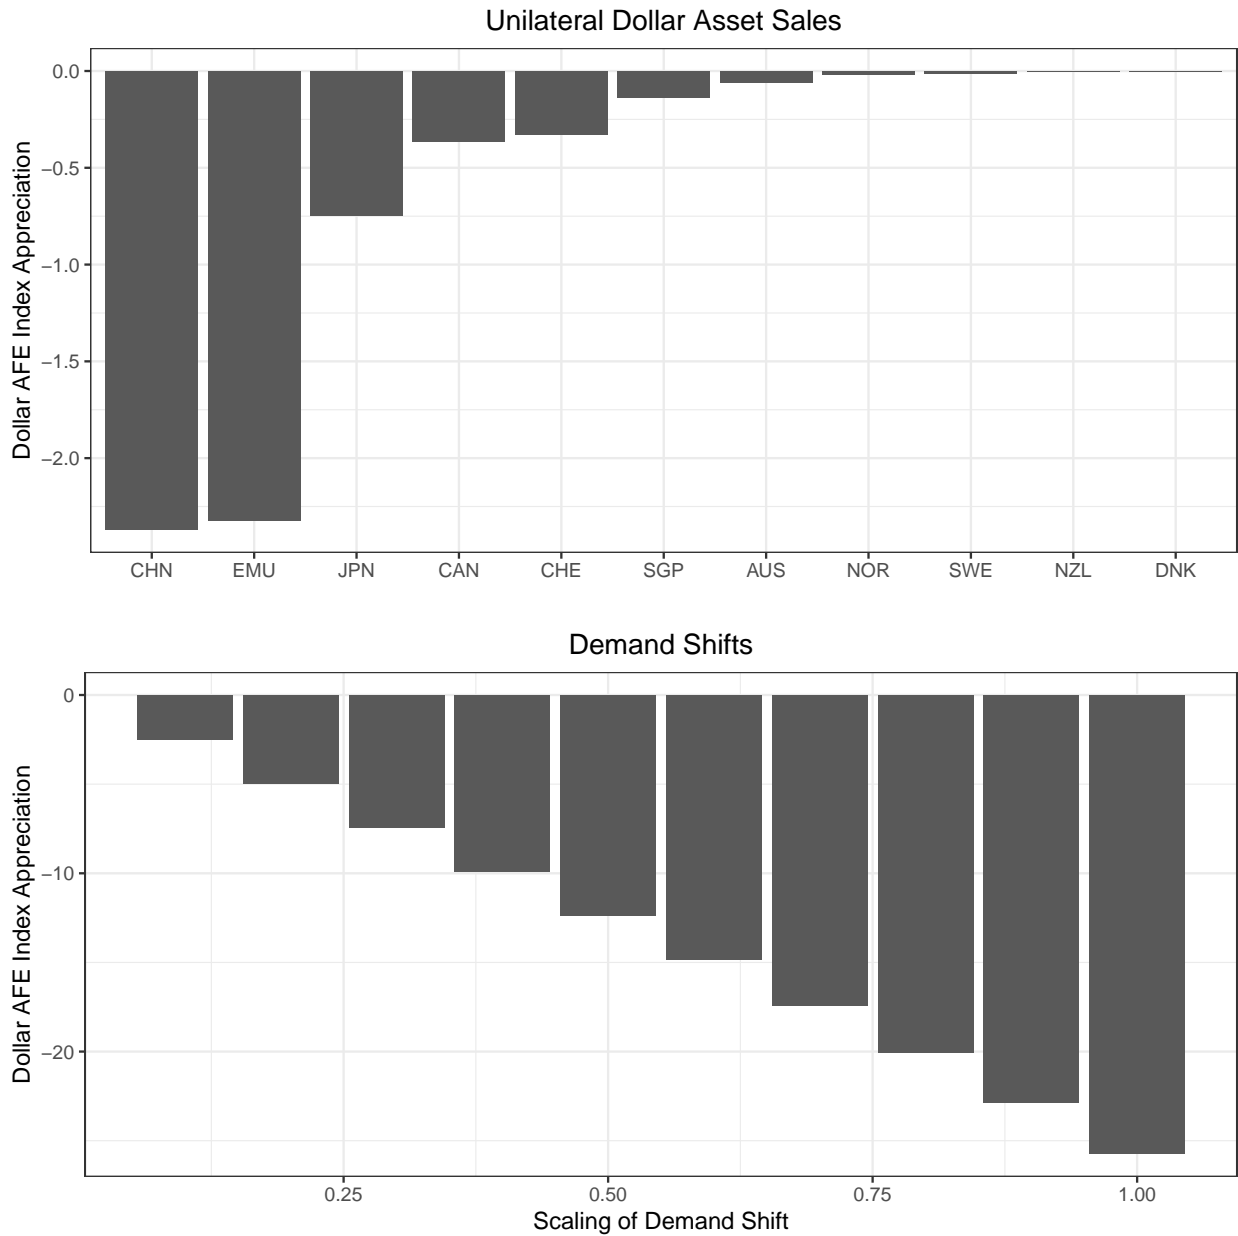 Unilateral Dollar Asset Sales
Dollar AFE Index Appreciation
0.0
−0.5
−1.0
−1.5
−2.0
CHN EMU JPN CAN CHE SGP AUS NOR SWE NZL DNK
Demand Shifts
Dollar AFE Index Appreciation
0
−10
−20
0.25 0.50 0.75 1.00
Scaling of Demand Shift